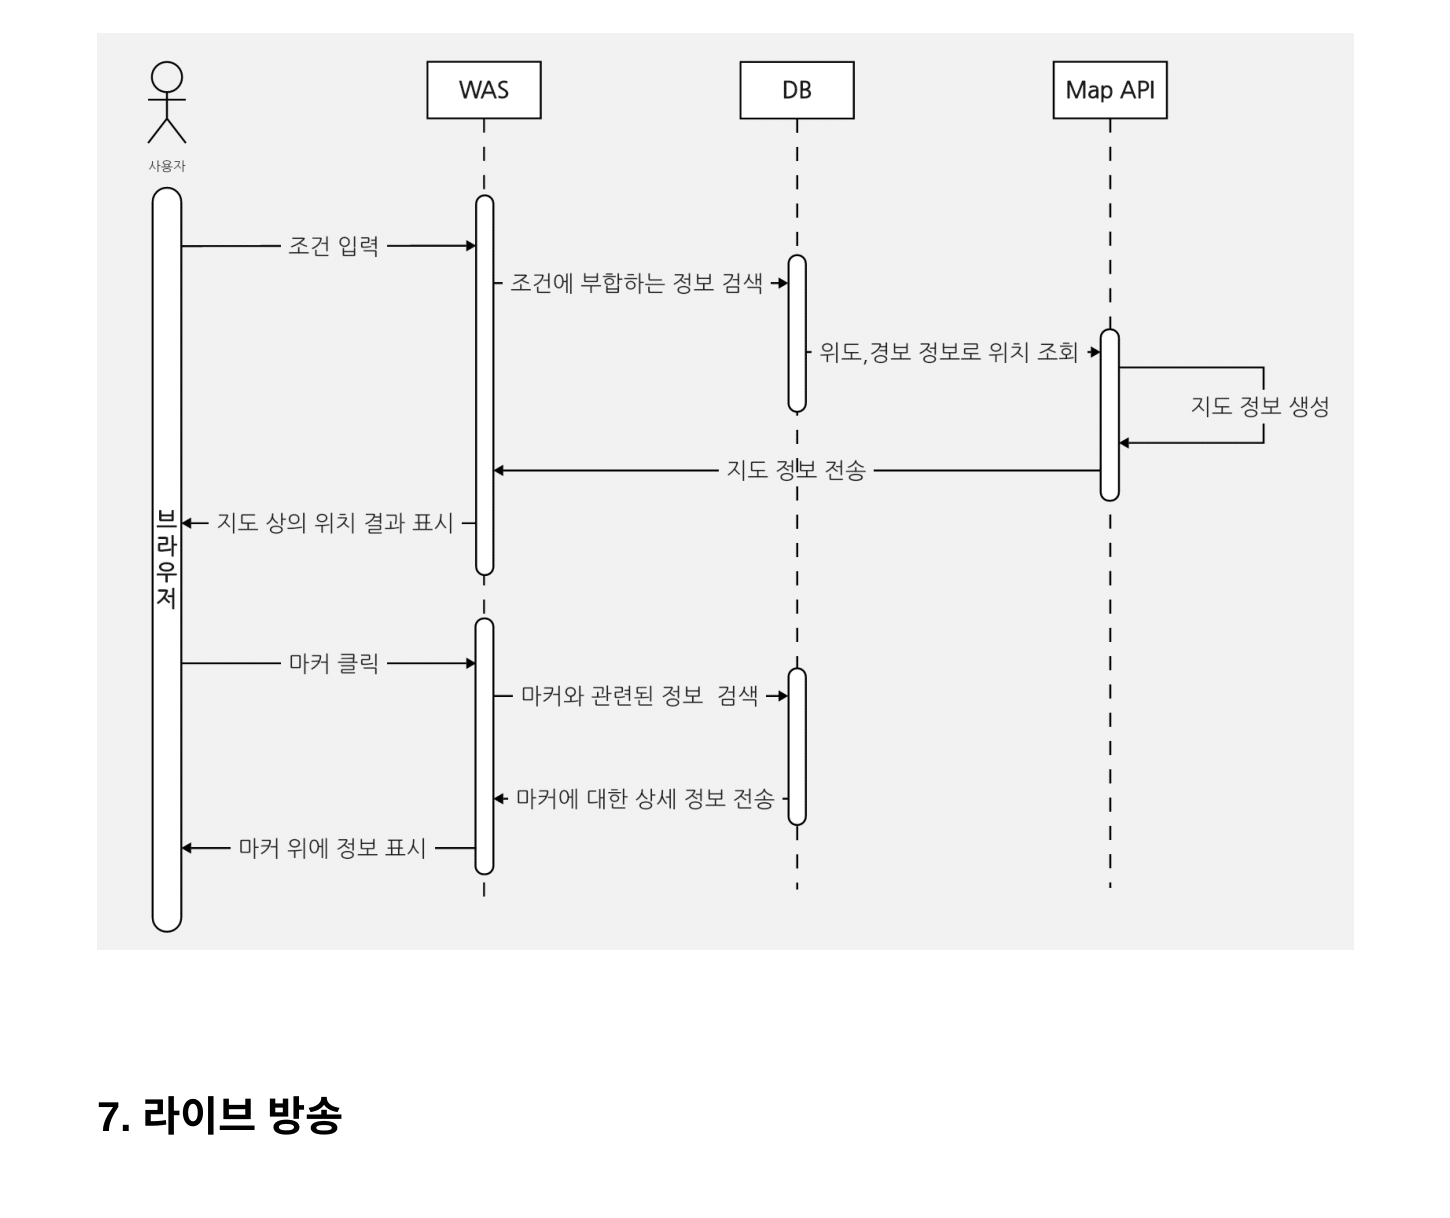 WAS
DB
Map API
사용자
조건 입력
조건에 부합하는 정보 검색
위도,경보 정보로 위치 조회
지도 정보 생성
지도 정보 전송
지도 상의 위치 결과 표시
브
라
우
저
마커 클릭
마커와 관련된 정보 검색
마커에 대한 상세 정보 전송
마커 위에 정보 표시
7. 라이브 방송